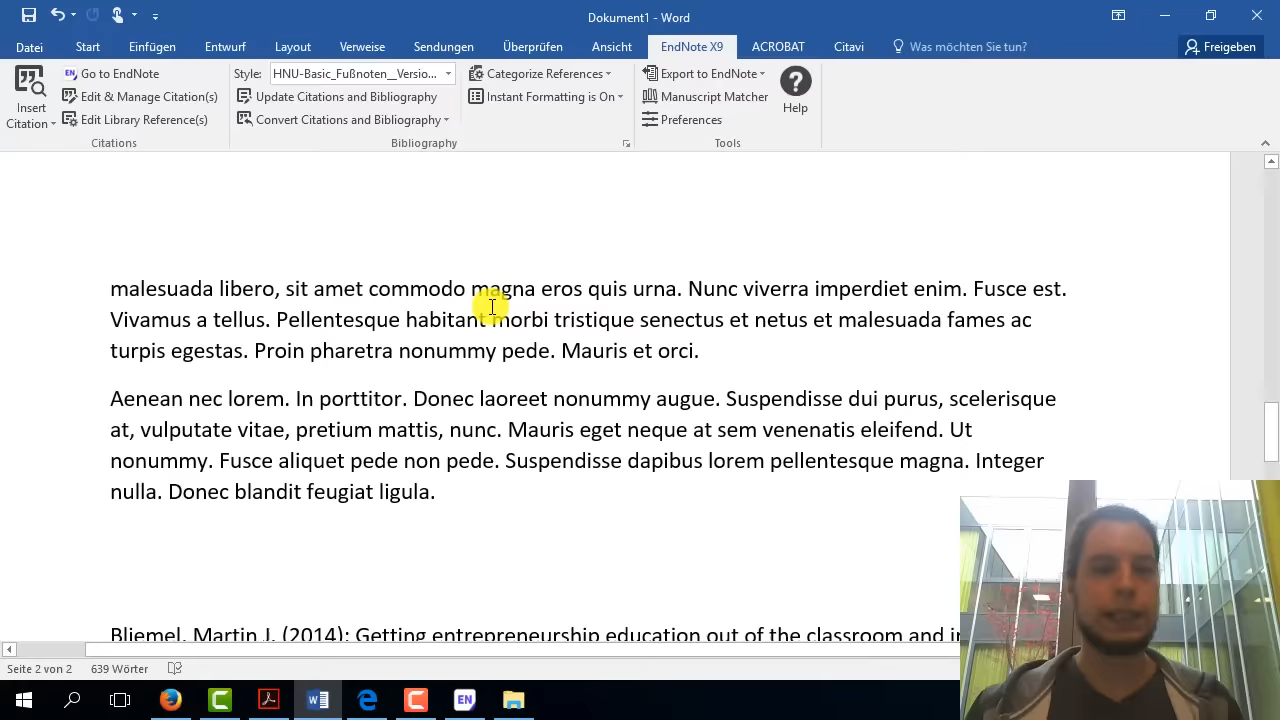 Dokument1 - Word
Datei Start Einfügen Entwurf Layout Verweise Sendungen Überprüfen Ansicht EndNote X9 ACROBAT Citavi Was möchten Sie tun? Freigeben
Insert Citation
EN Go to EndNote
Edit & Manage Citation(s)
Edit Library Reference(s)
Citations
Style: HNU-Basic_Fußnoten__Versio...
Update Citations and Bibliography
Convert Citations and Bibliography
Categorize References
Instant Formatting is On
Bibliography
Export to EndNote
Manuscript Matcher
Preferences
Help
Tools
malesuada libero, sit amet commodo magna eros quis urna. Nunc viverra imperdiet enim. Fusce est.
Vivamus a tellus. Pellentesque habitant morbi tristique senectus et netus et malesuada fames ac
turpis egestas. Proin pharetra nonummy pede. Mauris et orci.
Aenean nec lorem. In porttitor. Donec laoreet nonummy augue. Suspendisse dui purus, scelerisque
at, vulputate vitae, pretium mattis, nunc. Mauris eget neque at sem venenatis eleifend. Ut
nonummy. Fusce aliquet pede non pede. Suspendisse dapibus lorem pellentesque magna. Integer
nulla. Donec blandit feugiat ligula.
Bliemel, Martin J. (2014): Getting entrepreneurship education out of the classroom and in
Seite 2 von 2 639 Wörter
EN